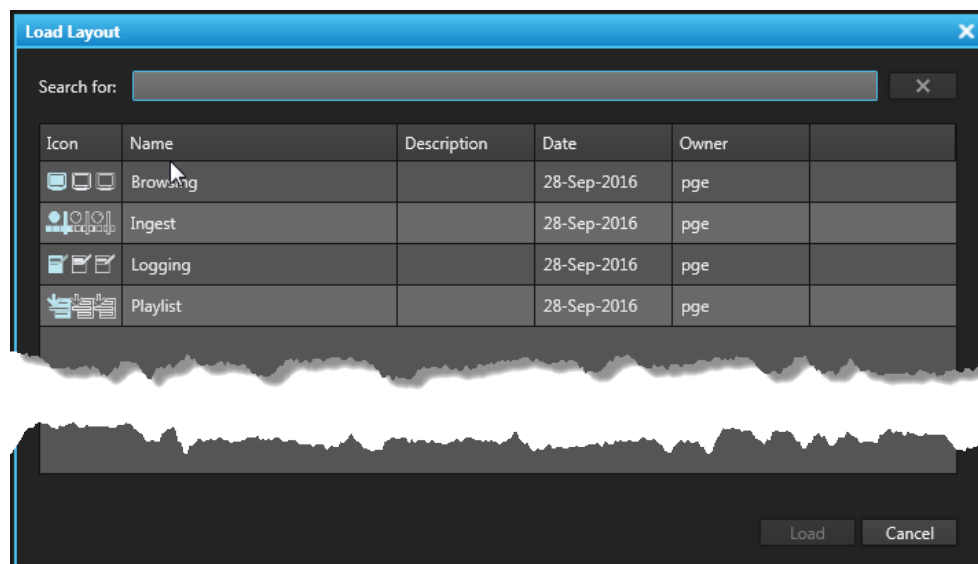 Load Layout
Search for:
Icon Name Description Date Owner
Browsing 28-Sep-2016 pge
Ingest 28-Sep-2016 pge
Logging 28-Sep-2016 pge
Playlist 28-Sep-2016 pge
Load Cancel